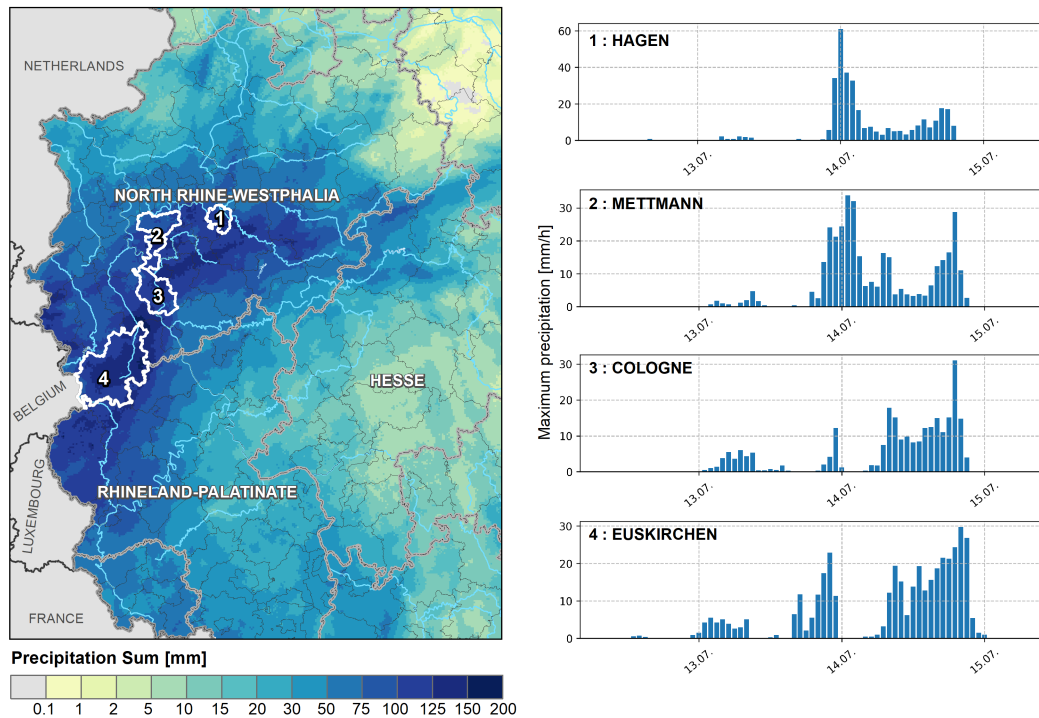 NETHERLANDS
NORTH RHINE-WESTPHALIA
1
2
3
4
BELGIUM
HESSE
LUXEMBOURG
RHINELAND-PALATINATE
FRANCE
Precipitation Sum [mm]
0.1 1 2 5 10 15 20 30 50 75 100 125 150 200
Maximum precipitation [mm/h]
1 : HAGEN
60
40
20
0
13.07. 14.07. 15.07.
2 : METTMANN
30
20
10
0
13.07. 14.07. 15.07.
3 : COLOGNE
30
20
10
0
13.07. 14.07. 15.07.
4 : EUSKIRCHEN
30
20
10
0
13.07. 14.07. 15.07.